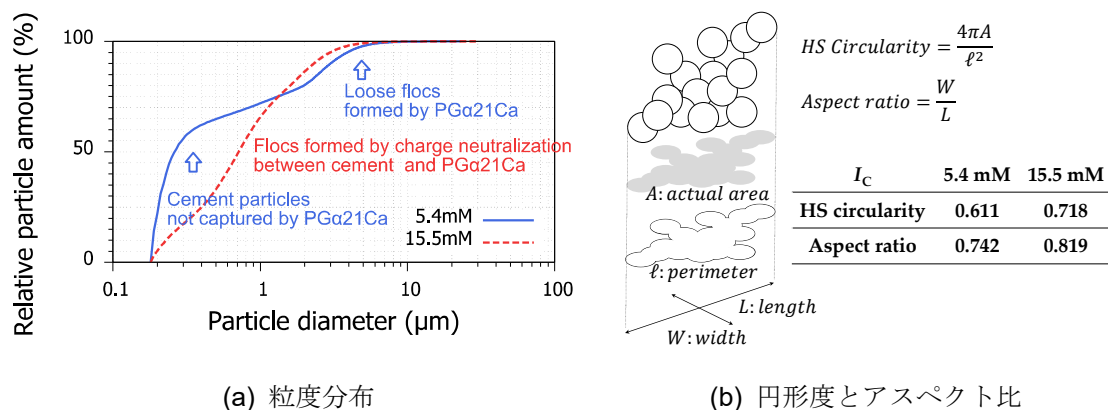 Relative particle amount (%)
100
50
0
0.1
1
10
100
Particle diameter (μm)
Loose flocs
formed by PGα21Ca
Flocs formed by charge neutralization
between cement and PGα21Ca
Cement particles
not captured by PGα21Ca
5.4mM
15.5mM
(a) 粒度分布
HS Circularity = 4πA / ℓ²
Aspect ratio = W / L
A: actual area
ℓ: perimeter
L: length
W: width
I_C 5.4 mM 15.5 mM
HS circularity 0.611 0.718
Aspect ratio 0.742 0.819
(b) 円形度とアスペクト比